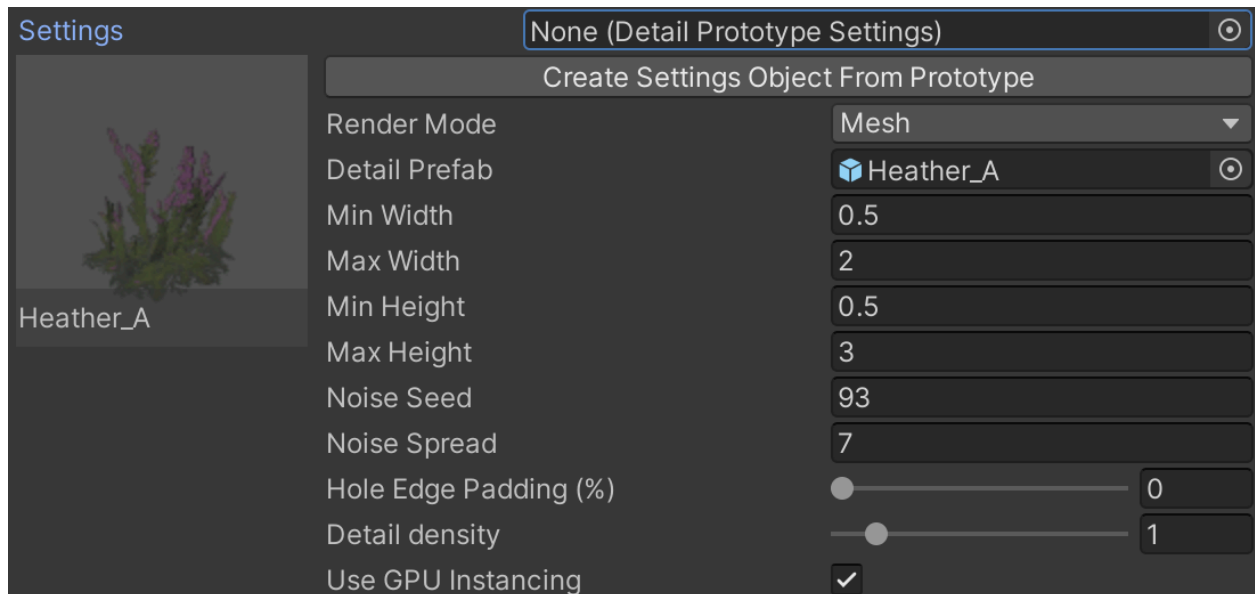 Settings None (Detail Prototype Settings)
Create Settings Object From Prototype
Render Mode Mesh
Detail Prefab Heather_A
Min Width 0.5
Max Width 2
Min Height 0.5
Heather_A
Max Height 3
Noise Seed 93
Noise Spread 7
Hole Edge Padding (%) 0
Detail density 1
Use GPU Instancing